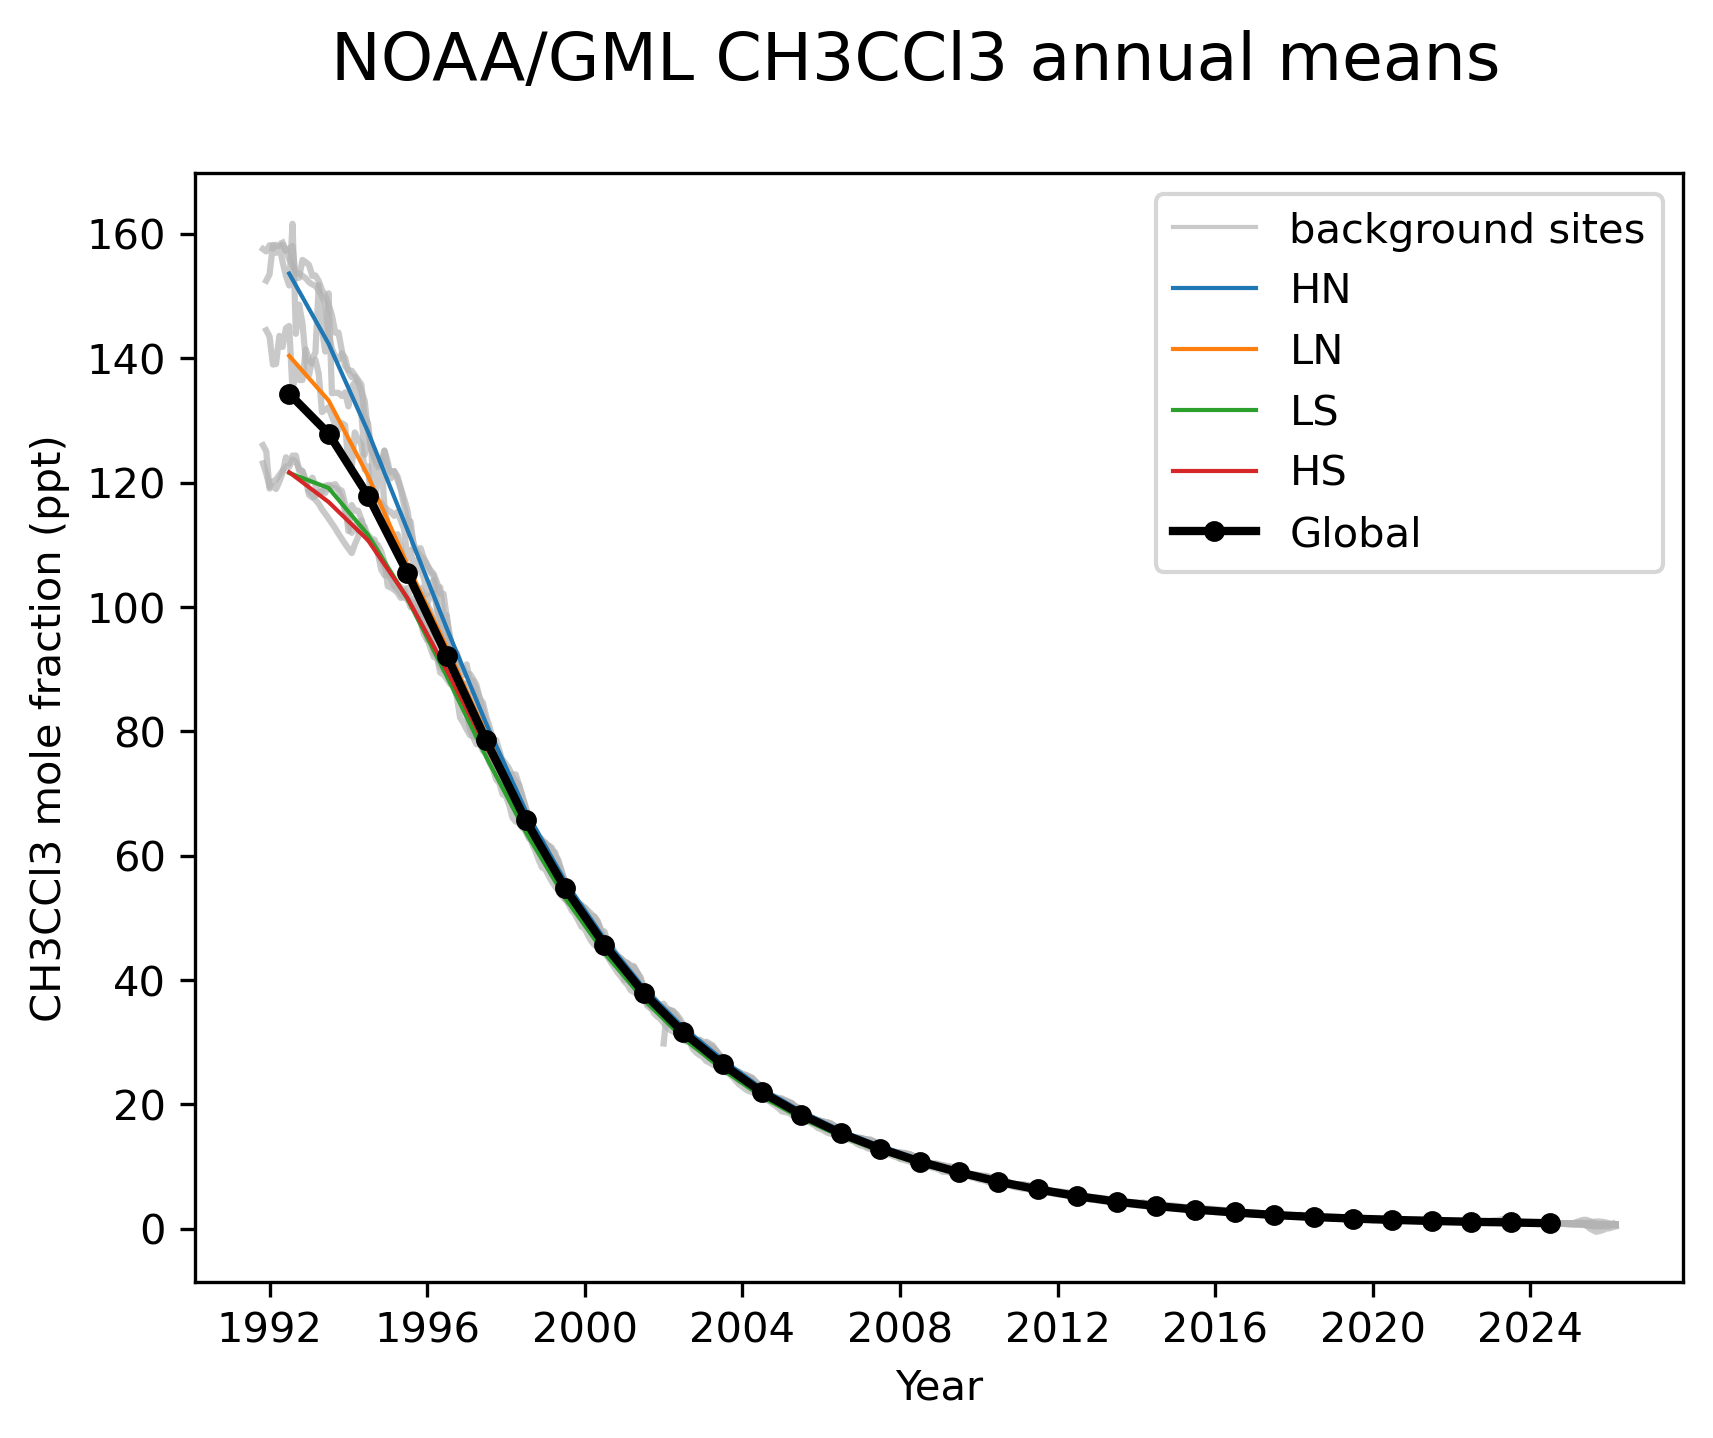 NOAA/GML CH3CCl3 annual means
CH3CCl3 mole fraction (ppt)
160
140
120
100
80
60
40
20
0
background sites
HN
LN
LS
HS
Global
1992 1996 2000 2004 2008 2012 2016 2020 2024
Year